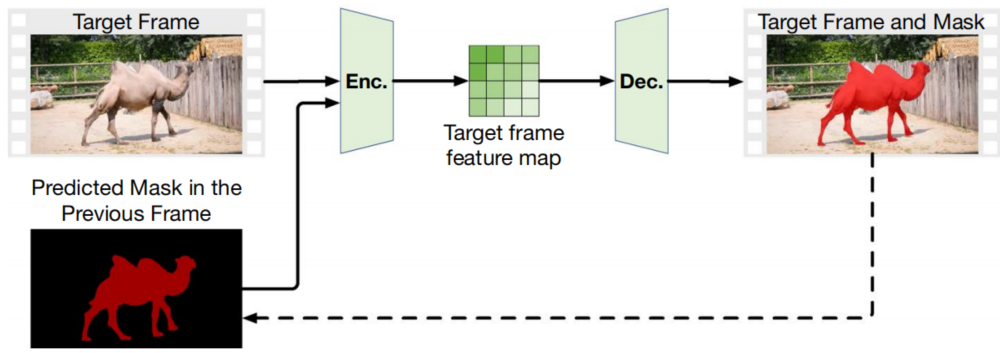 Target Frame
Enc.
Target frame
feature map
Dec.
Target Frame and Mask
Predicted Mask in the
Previous Frame